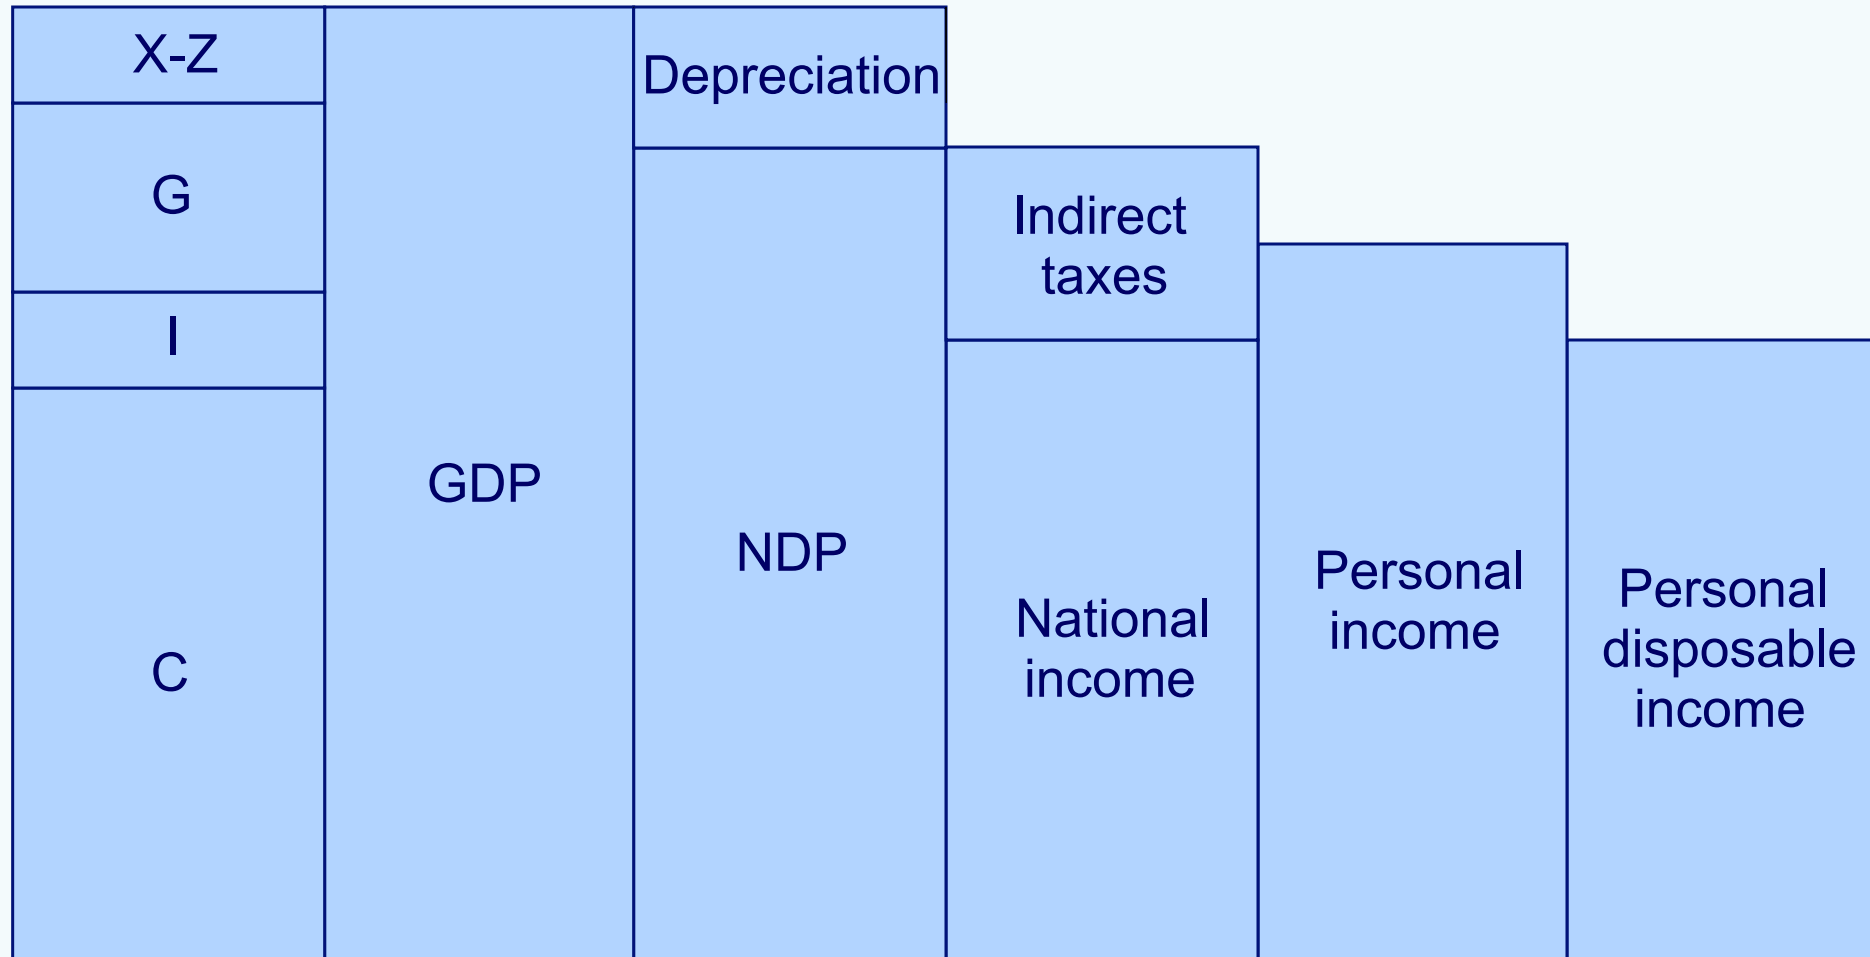 X-Z
G
I
C
GDP
Depreciation
NDP
Indirect
taxes
National
income
Personal
income
Personal
disposable
income